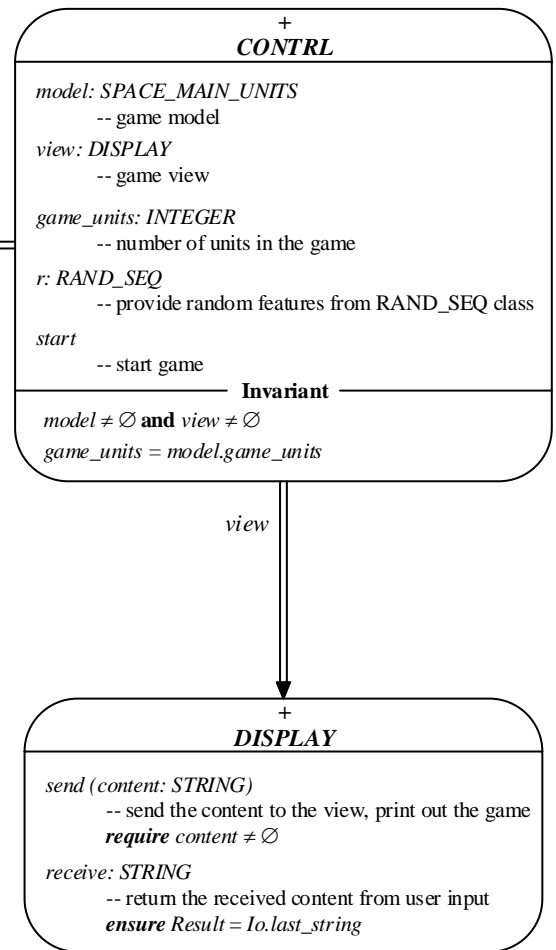 +
CONTRL
model: SPACE_MAIN_UNITS
-- game model
view: DISPLAY
-- game view
game_units: INTEGER
-- number of units in the game
r: RAND_SEQ
-- provide random features from RAND_SEQ class
start
-- start game
Invariant
model ≠ ∅ and view ≠ ∅
game_units = model.game_units
view
+
DISPLAY
send (content: STRING)
-- send the content to the view, print out the game
require content ≠ ∅
receive: STRING
-- return the received content from user input
ensure Result = Io.last_string